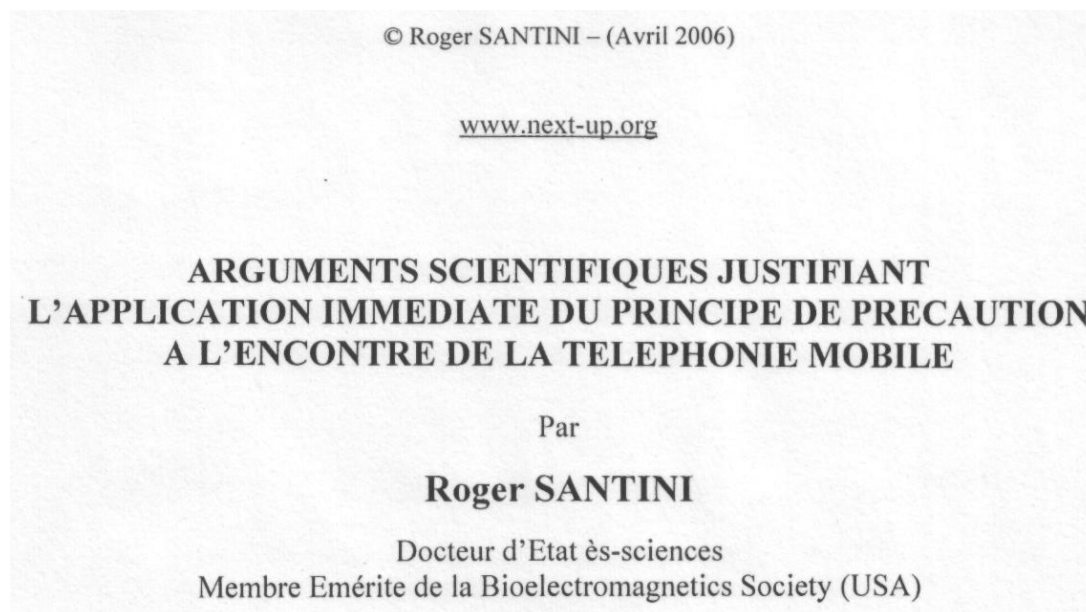 © Roger SANTINI – (Avril 2006)
www.next-up.org
ARGUMENTS SCIENTIFIQUES JUSTIFIANT
L’APPLICATION IMMEDIATE DU PRINCIPE DE PRECAUTION
A L’ENCONTRE DE LA TELEPHONIE MOBILE
Par
Roger SANTINI
Docteur d’Etat ès-sciences
Membre Emérite de la Bioelectromagnetics Society (USA)